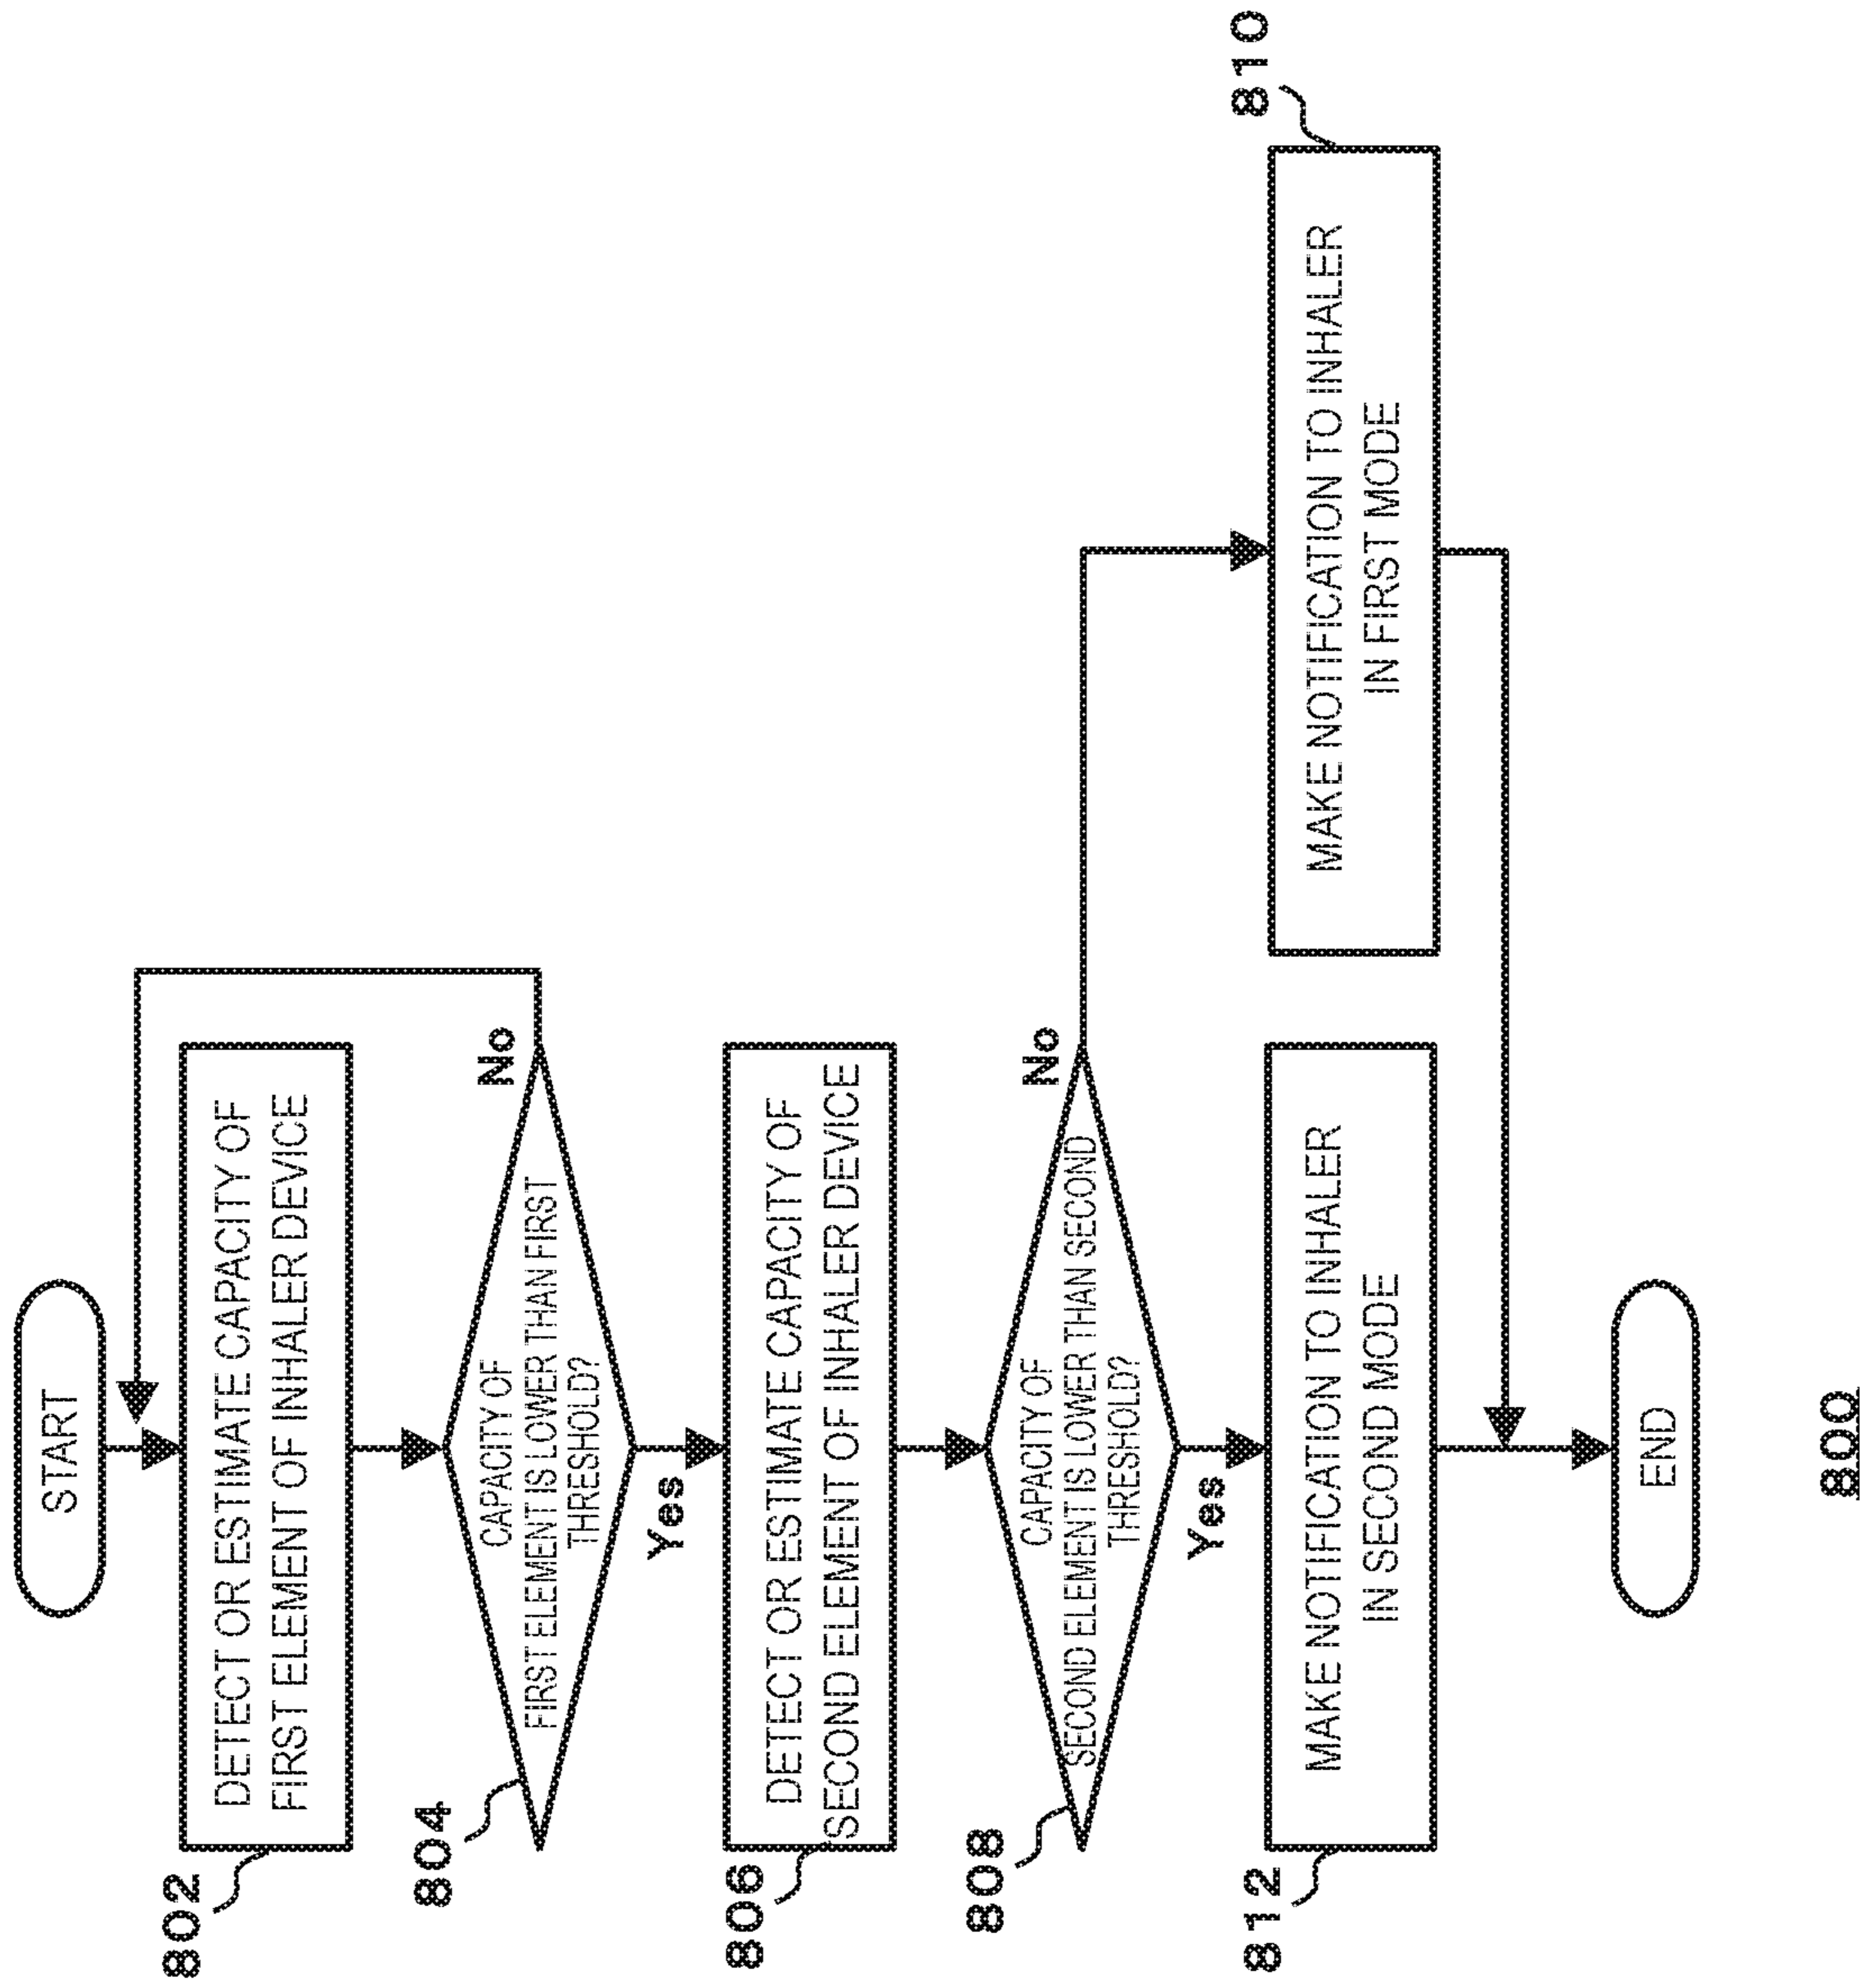 START
802
DETECT OR ESTIMATE CAPACITY OF
FIRST ELEMENT OF INHALER DEVICE
804
CAPACITY OF
FIRST ELEMENT IS LOWER THAN FIRST
THRESHOLD?
No
Yes
806
DETECT OR ESTIMATE CAPACITY OF
SECOND ELEMENT OF INHALER DEVICE
808
CAPACITY OF
SECOND ELEMENT IS LOWER THAN SECOND
THRESHOLD?
No
Yes
812
MAKE NOTIFICATION TO INHALER
IN SECOND MODE
810
MAKE NOTIFICATION TO INHALER
IN FIRST MODE
END
800